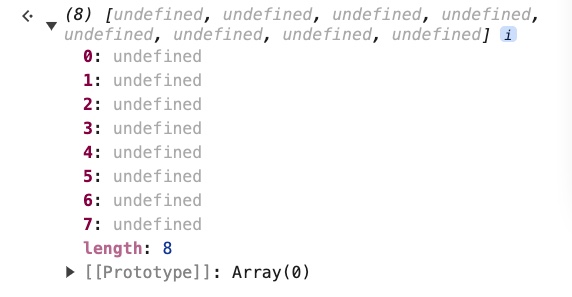 (8) [undefined, undefined, undefined, undefined,
undefined, undefined, undefined, undefined] i
0: undefined
1: undefined
2: undefined
3: undefined
4: undefined
5: undefined
6: undefined
7: undefined
length: 8
[[Prototype]]: Array(0)